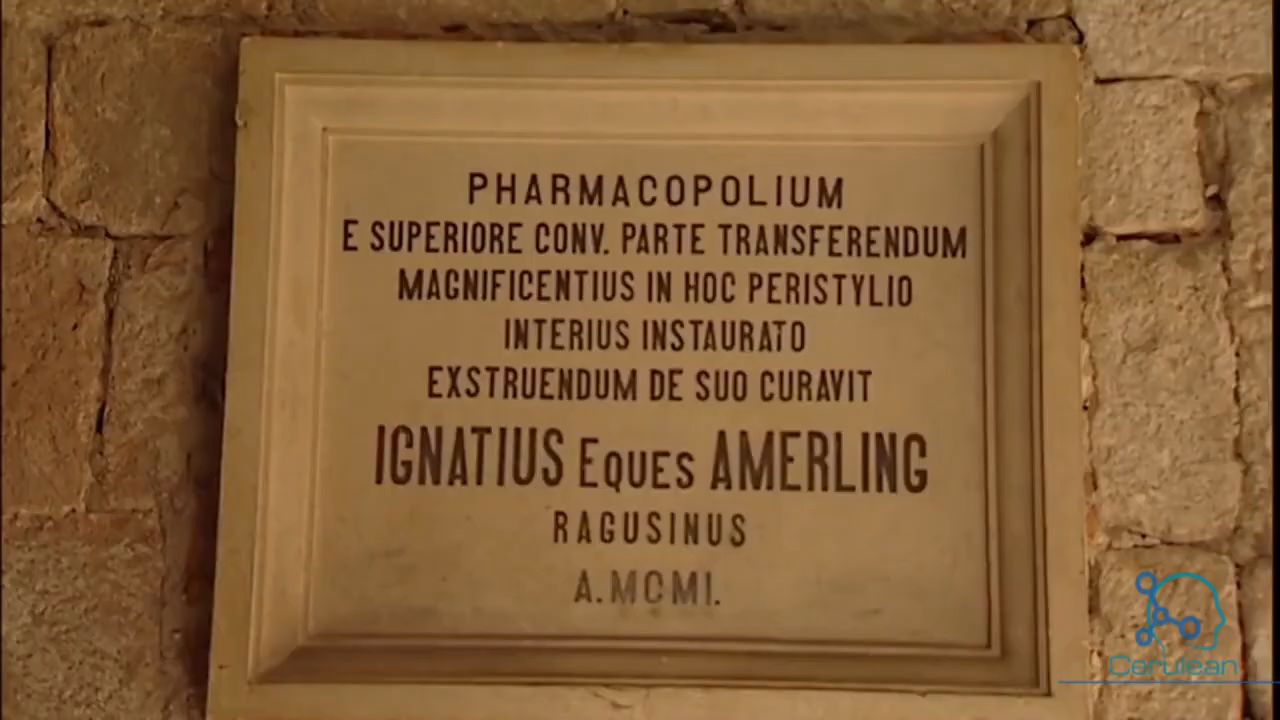 PHARMACOPOLIUM
E SUPERIORE CONV. PARTE TRANSFERENDUM
MAGNIFICENTIUS IN HOC PERISTYLIO
INTERIUS INSTAURATO
EXSTRUENDUM DE SUO CURAVIT
IGNATIUS EQUES AMERLING
RAGUSINUS
A. MCMI.
Cerulean